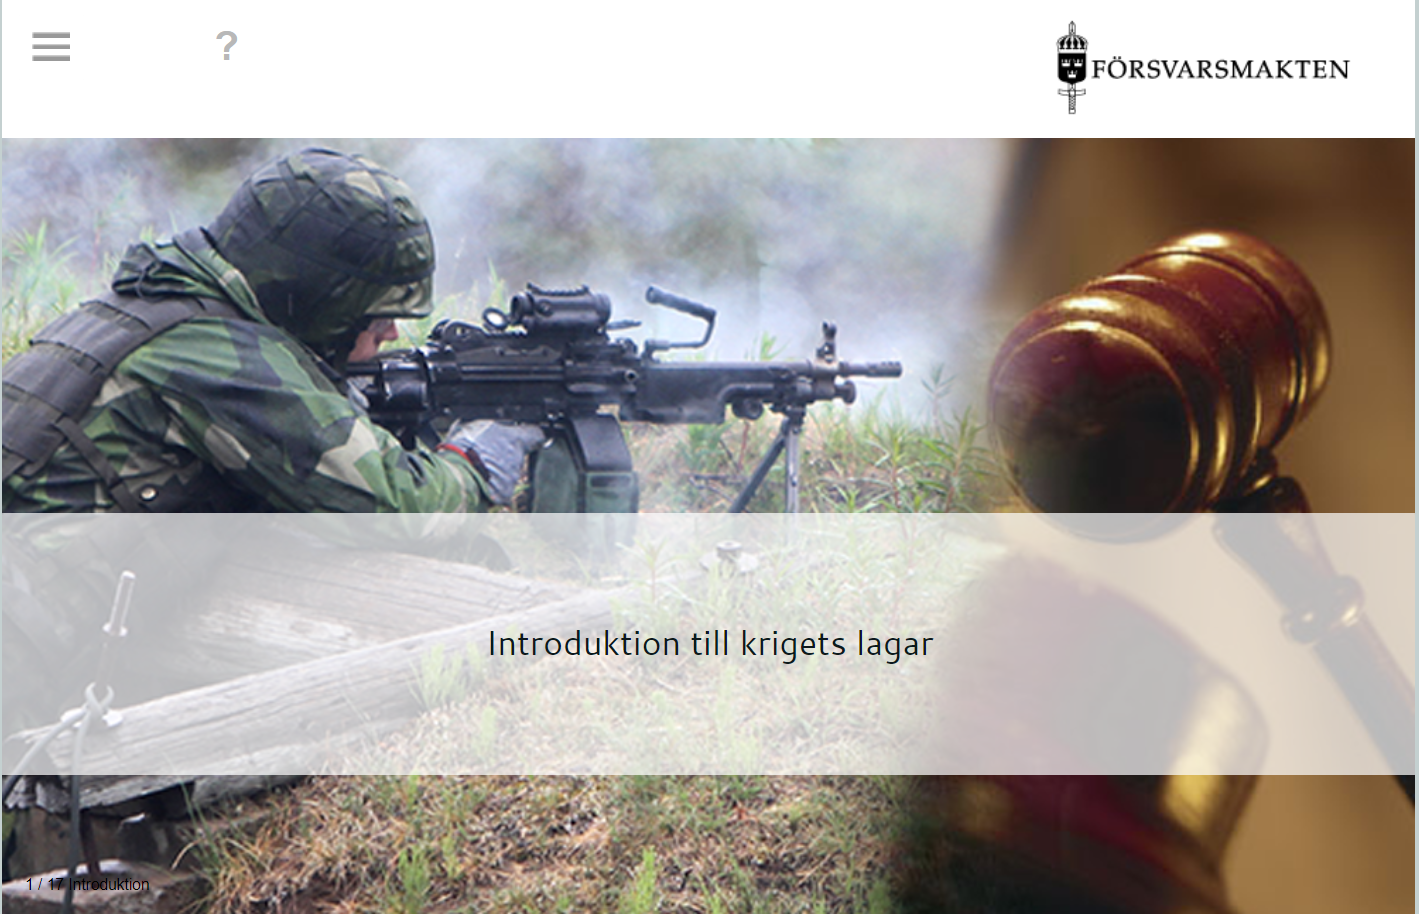 ?
FÖRSVARSMAKTEN
Introduktion till krigets lagar
1 / 17 Introduktion